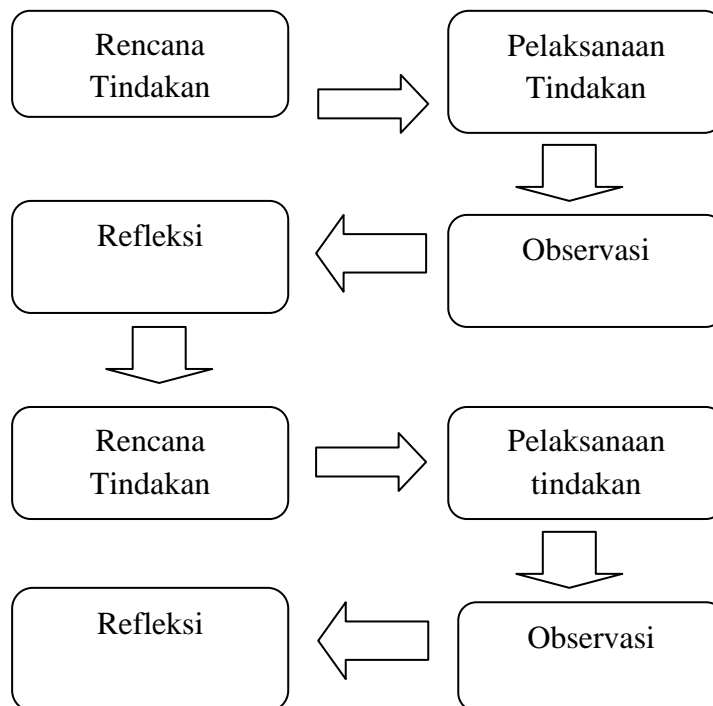 Rencana
Tindakan
Pelaksanaan
Tindakan
Refleksi
Observasi
Rencana
Tindakan
Pelaksanaan
tindakan
Refleksi
Observasi